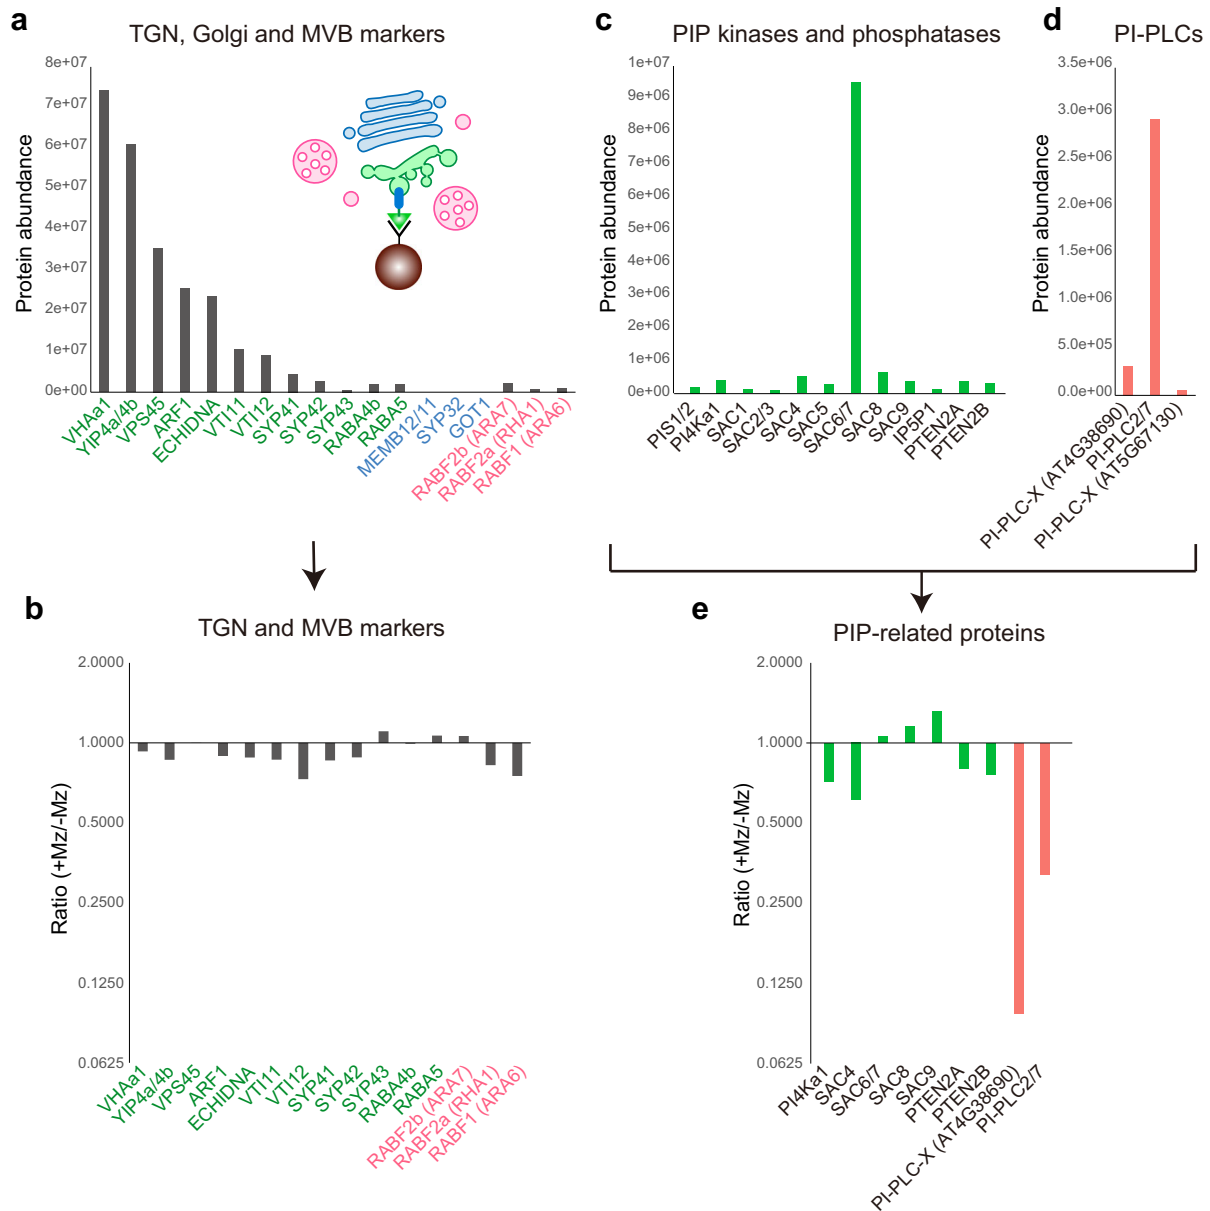 a
TGN, Golgi and MVB markers
Protein abundance
8e+07
7e+07
6e+07
5e+07
4e+07
3e+07
2e+07
1e+07
0e+00
VHAa1
YIP4a/4b
VPS45
ARF1
ECHIDNA
VTI11
VTI12
SYP41
SYP42
SYP43
RABA4b
RABA5
MEMB12/11
SYP32
GOT1
RABF2b (ARA7)
RABF2a (RHA1)
RABF1 (ARA6)
c
PIP kinases and phosphatases
Protein abundance
1e+07
9e+06
8e+06
7e+06
6e+06
5e+06
4e+06
3e+06
2e+06
1e+06
0e+00
PIS1/2
PI4Ka1
SAC1
SAC2/3
SAC4
SAC5
SAC6/7
SAC8
SAC9
IP5P1
PTEN2A
PTEN2B
d
PI-PLCs
Protein abundance
3.5e+06
3.0e+06
2.5e+06
2.0e+06
1.5e+06
1.0e+06
5.0e+05
0.0e+00
PI-PLC-X (AT4G38690)
PI-PLC2/7
PI-PLC-X (AT5G67130)
b
TGN and MVB markers
Ratio (+Mz/-Mz)
2.0000
1.0000
0.5000
0.2500
0.1250
0.0625
VHAa1
YIP4a/4b
VPS45
ARF1
ECHIDNA
VTI11
VTI12
SYP41
SYP42
SYP43
RABA4b
RABA5
RABF2b (ARA7)
RABF2a (RHA1)
RABF1 (ARA6)
e
PIP-related proteins
Ratio (+Mz/-Mz)
2.0000
1.0000
0.5000
0.2500
0.1250
0.0625
PI4Ka1
SAC4
SAC6/7
SAC8
SAC9
PTEN2A
PTEN2B
PI-PLC-X (AT4G38690)
PI-PLC2/7